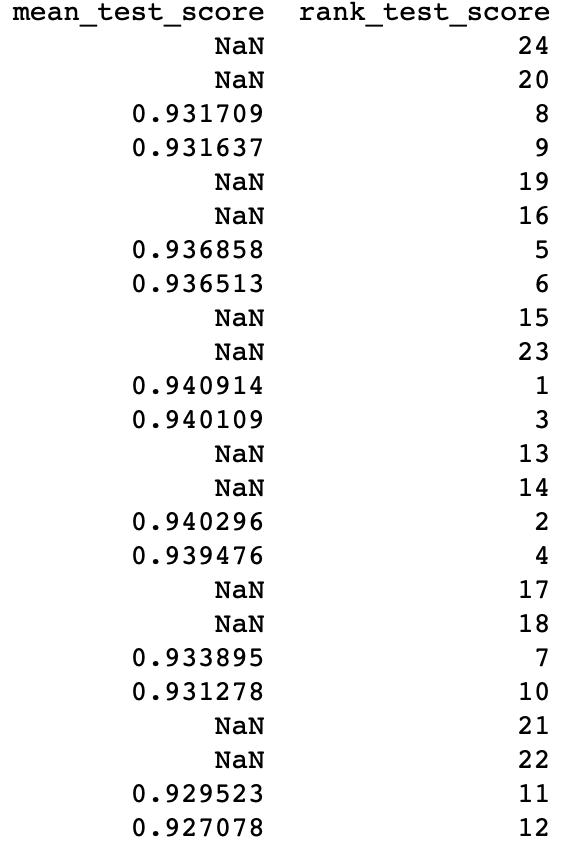 mean_test_score rank_test_score
NaN 24
NaN 20
0.931709 8
0.931637 9
NaN 19
NaN 16
0.936858 5
0.936513 6
NaN 15
NaN 23
0.940914 1
0.940109 3
NaN 13
NaN 14
0.940296 2
0.939476 4
NaN 17
NaN 18
0.933895 7
0.931278 10
NaN 21
NaN 22
0.929523 11
0.927078 12